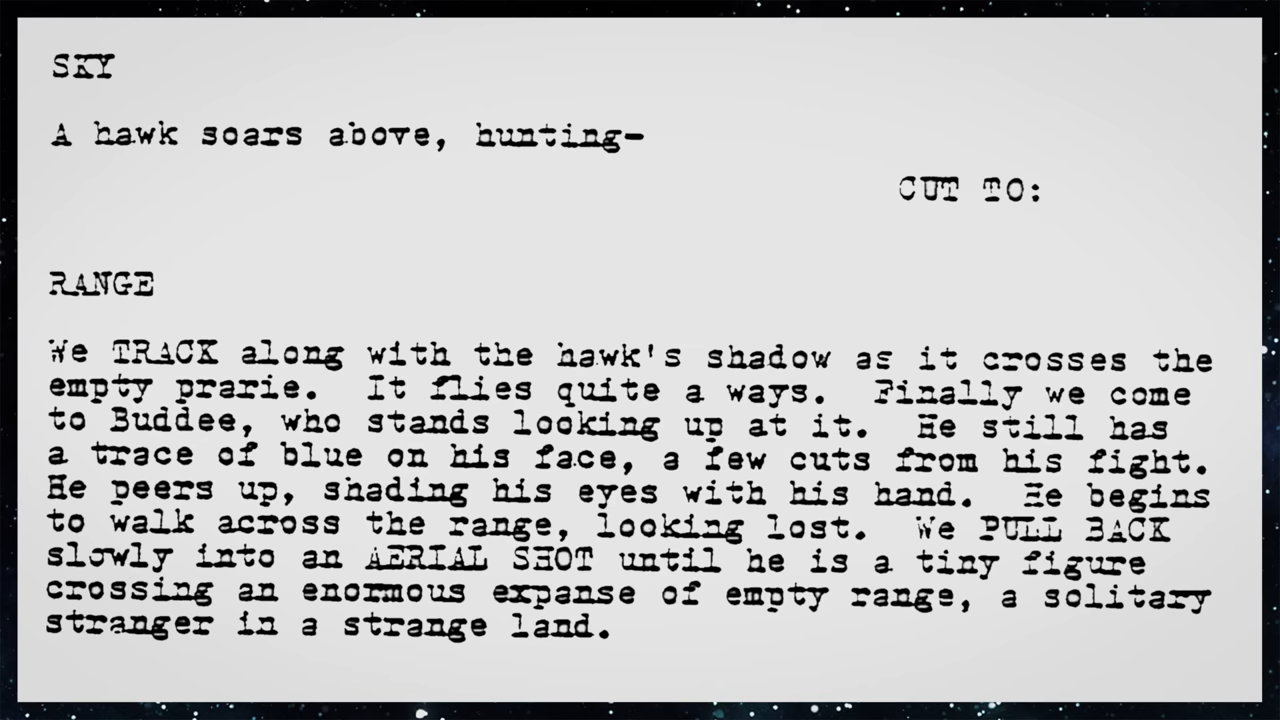 SKY
A hawk soars above, hunting-
CUT TO:
RANGE
We TRACK along with the hawk's shadow as it crosses the
empty prarie.  It flies quite a ways.  Finally we come
to Buddee, who stands looking up at it.  He still has
a trace of blue on his face, a few cuts from his fight.
He peers up, shading his eyes with his hand.  He begins
to walk across the range, looking lost.  We PULL BACK
slowly into an AERIAL SHOT until he is a tiny figure
crossing an enormous expanse of empty range, a solitary
stranger in a strange land.